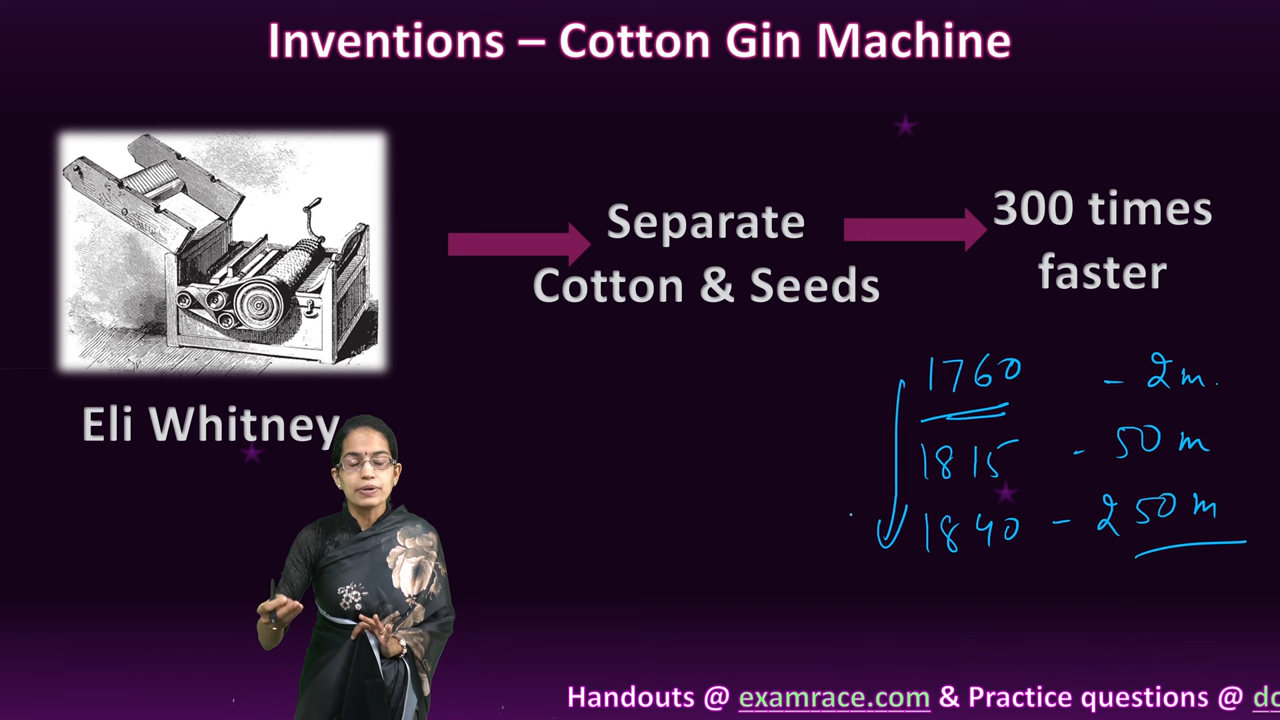 Inventions – Cotton Gin Machine
Separate
Cotton & Seeds
300 times
faster
Eli Whitney
1760 - 2m.
1815 - 50 m
1840 - 250 m
Handouts @ examrace.com & Practice questions @ do